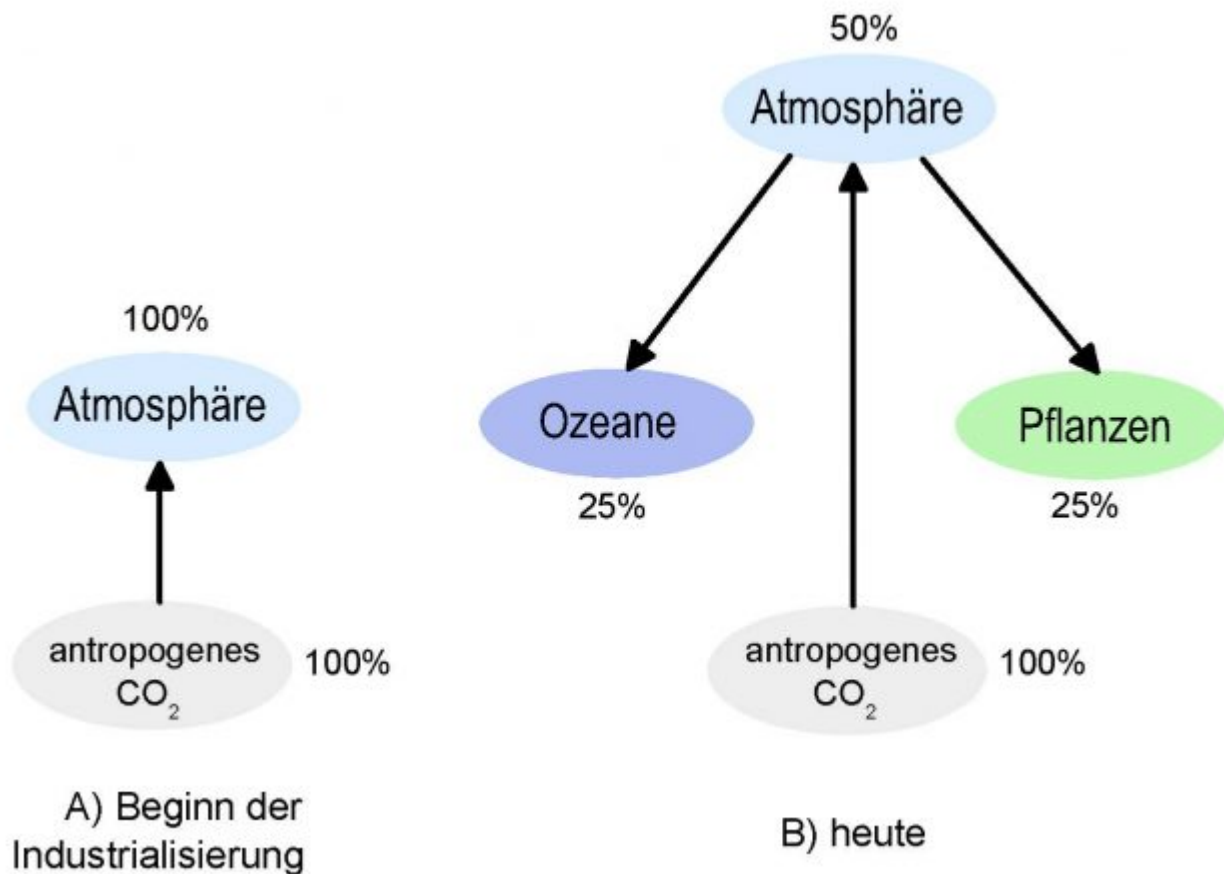 100%
Atmosphäre
antropogenes
CO₂
100%
A) Beginn der
Industrialisierung
50%
Atmosphäre
Ozeane
25%
Pflanzen
25%
antropogenes
CO₂
100%
B) heute